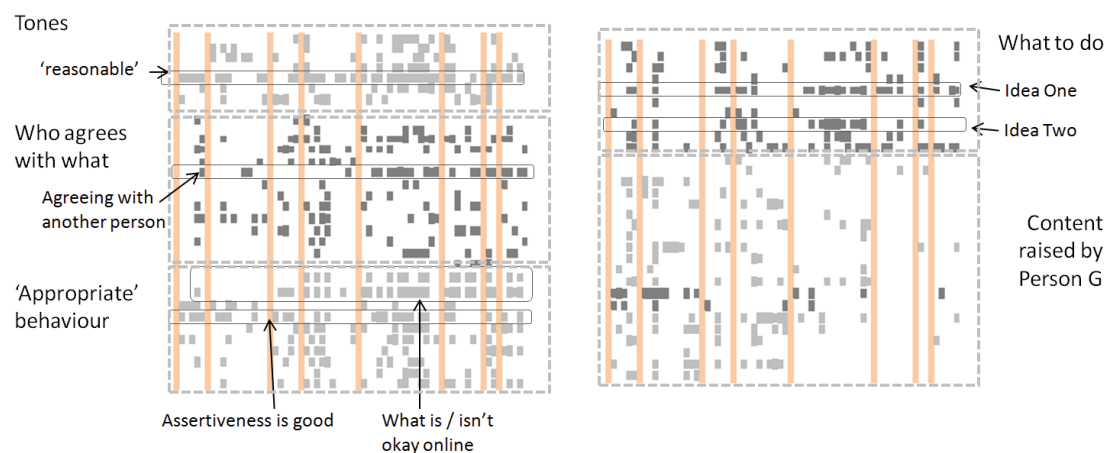 Tones
‘reasonable’
Who agrees
with what
Agreeing with
another person
‘Appropriate’
behaviour
Assertiveness is good
What is / isn’t
okay online
What to do
Idea One
Idea Two
Content
raised by
Person G